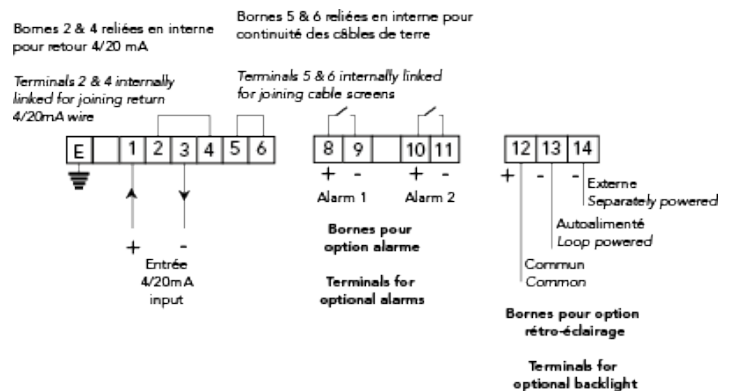 Bornes 2 & 4 reliées en interne
pour retour 4/20 mA
Terminals 2 & 4 internally
linked for joining return
4/20mA wire
Bornes 5 & 6 reliées en interne pour
continuité des câbles de terre
Terminals 5 & 6 internally linked
for joining cable screens
E 1 2 3 4 5 6
+ -
Entrée
4/20mA
input
8 9 10 11
+ - + -
Alarm 1 Alarm 2
Bornes pour
option alarme
Terminals for
optional alarms
12 13 14
+ - -
Externe
Separately powered
Autoalimenté
Loop powered
Commun
Common
Bornes pour option
rétro-éclairage
Terminals for
optional backlight